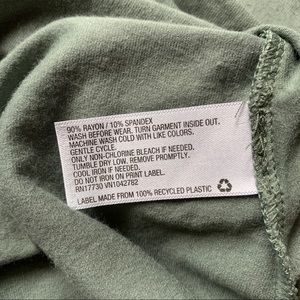 90% RAYON / 10% SPANDEX
WASH BEFORE WEAR. TURN GARMENT INSIDE OUT.
MACHINE WASH COLD WITH LIKE COLORS.
GENTLE CYCLE.
ONLY NON-CHLORINE BLEACH IF NEEDED.
TUMBLE DRY LOW. REMOVE PROMPTLY.
COOL IRON IF NEEDED.
DO NOT IRON ON PRINT LABEL.
RN17730 VN1042782
LABEL MADE FROM 100% RECYCLED PLASTIC